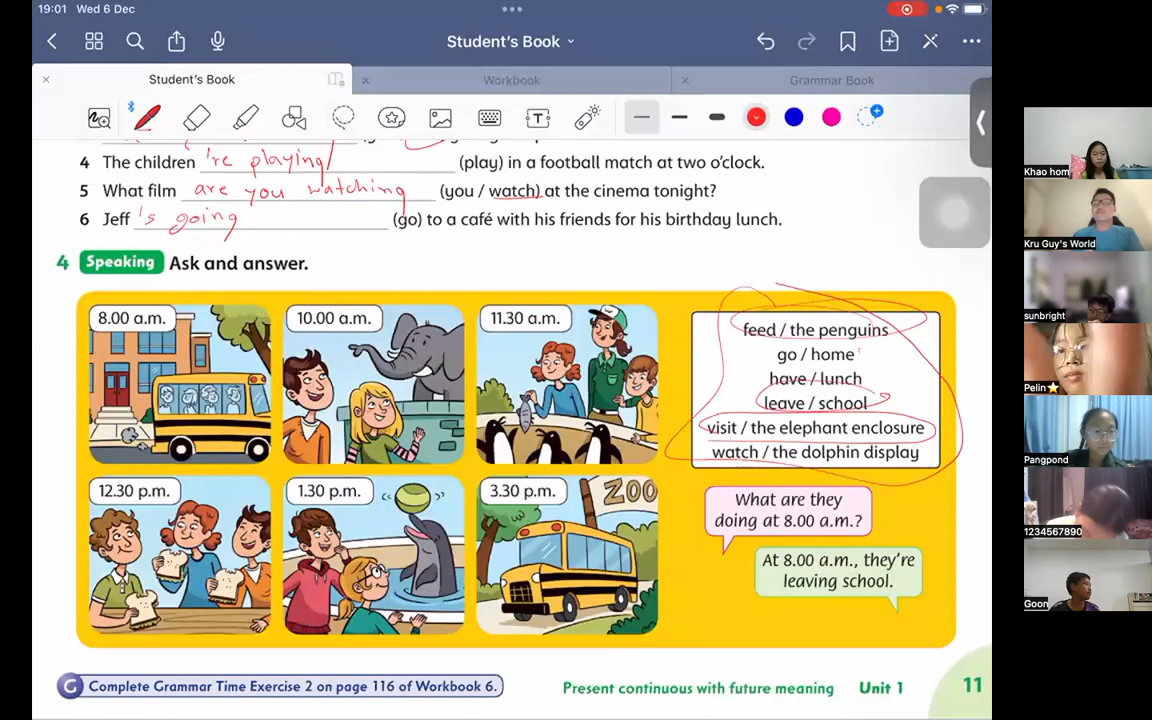 19:01 Wed 6 Dec
Student's Book
Student's Book
Workbook
Grammar Book
4 The children 're playing (play) in a football match at two o'clock.
5 What film are you watching (you / watch) at the cinema tonight?
6 Jeff 's going (go) to a café with his friends for his birthday lunch.
4 Speaking Ask and answer.
8.00 a.m.
10.00 a.m.
11.30 a.m.
12.30 p.m.
1.30 p.m.
3.30 p.m.
ZOO
feed / the penguins
go / home
have / lunch
leave / school
visit / the elephant enclosure
watch / the dolphin display
What are they
doing at 8.00 a.m.?
At 8.00 a.m., they're
leaving school.
G Complete Grammar Time Exercise 2 on page 116 of Workbook 6.
Present continuous with future meaning Unit 1 11
Khao hom
Kru Guy's World
sunbright
Pelin⭐
Pangpond
1234567890
Goon